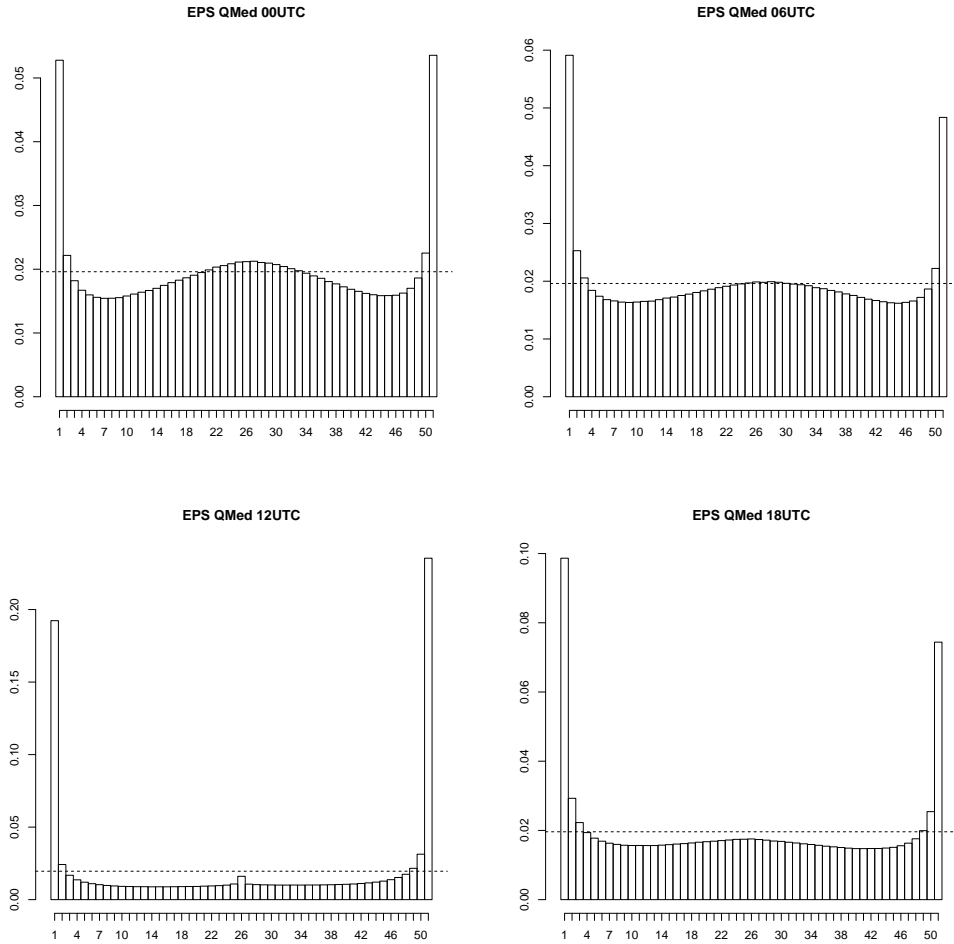 EPS QMed 00UTC
0.00 0.01 0.02 0.03 0.04 0.05
1 4 7 10 14 18 22 26 30 34 38 42 46 50
EPS QMed 06UTC
0.00 0.01 0.02 0.03 0.04 0.05 0.06
1 4 7 10 14 18 22 26 30 34 38 42 46 50
EPS QMed 12UTC
0.00 0.05 0.10 0.15 0.20
1 4 7 10 14 18 22 26 30 34 38 42 46 50
EPS QMed 18UTC
0.00 0.02 0.04 0.06 0.08 0.10
1 4 7 10 14 18 22 26 30 34 38 42 46 50